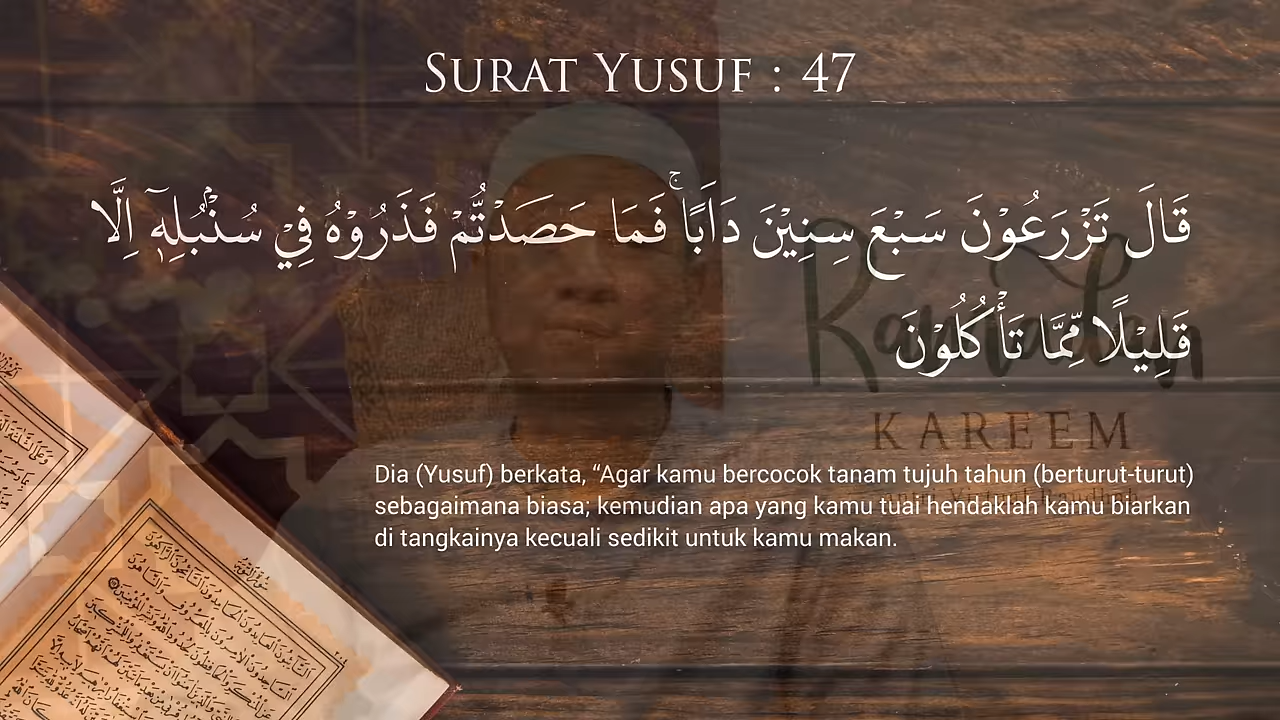 SURAT YUSUF : 47
قَالَ تَزْرَعُوْنَ سَبْعَ سِنِيْنَ دَاَبًاۚ فَمَا حَصَدْتُّمْ فَذَرُوْهُ فِيْ سُنْۢبُلِهٖٓ اِلَّا
قَلِيْلًا مِّمَّا تَأْكُلُوْنَ
Ramadan
KAREEM
Dia (Yusuf) berkata, “Agar kamu bercocok tanam tujuh tahun (berturut-turut)
sebagaimana biasa; kemudian apa yang kamu tuai hendaklah kamu biarkan
di tangkainya kecuali sedikit untuk kamu makan.